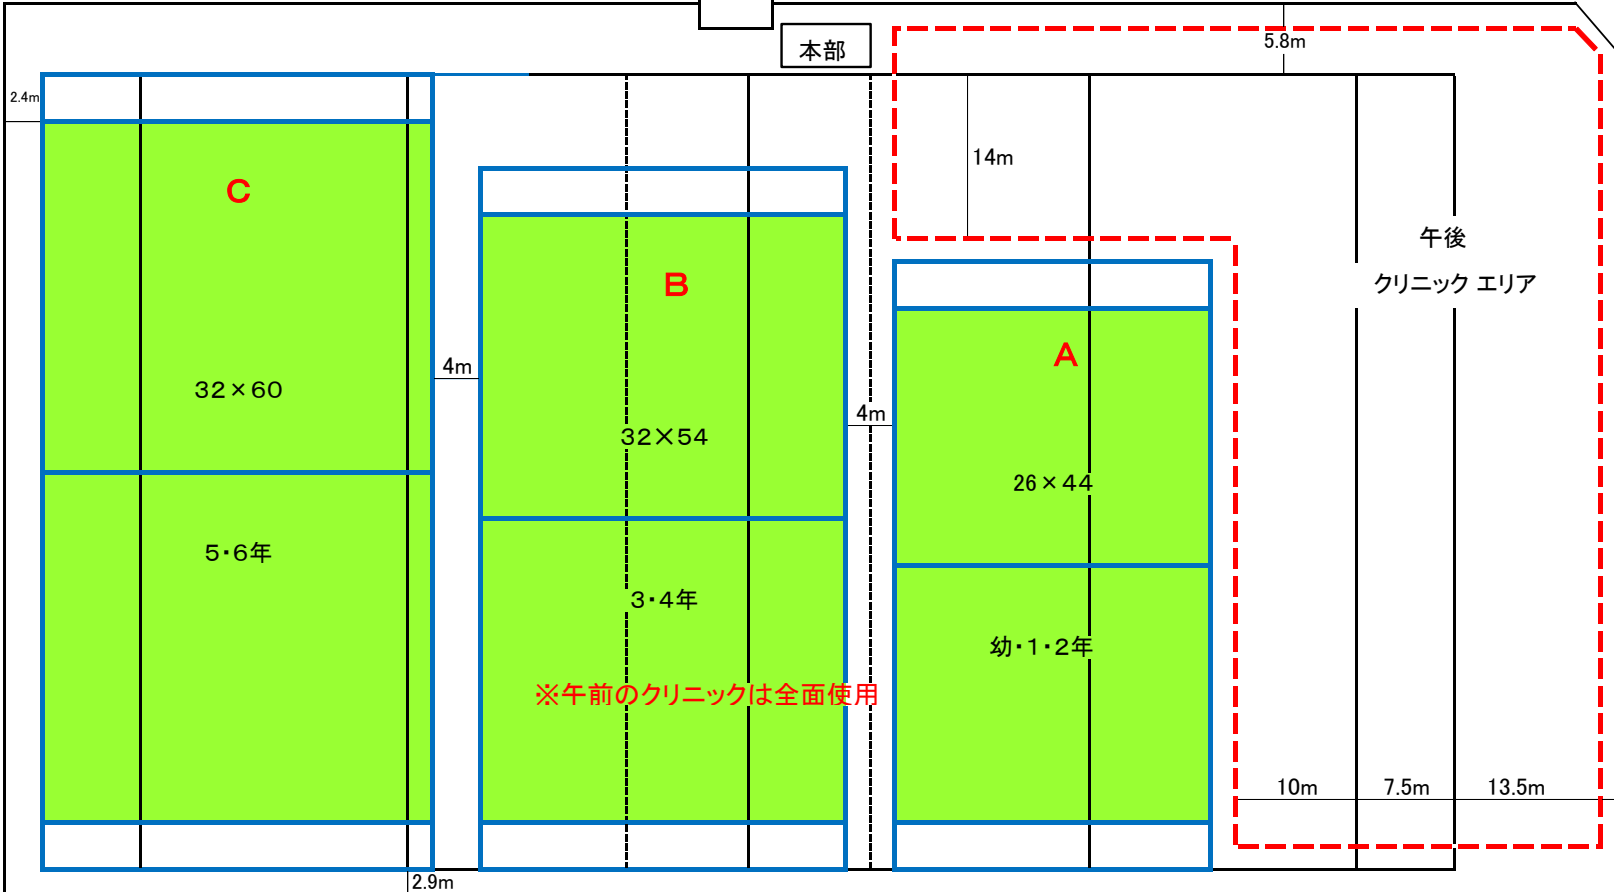 本部
5.8m
2.4m
14m
C
午後
クリニック エリア
B
A
4m
32×60
4m
32×54
26×44
5・6年
3・4年
幼・1・2年
※午前のクリニックは全面使用
10m
7.5m
13.5m
2.9m